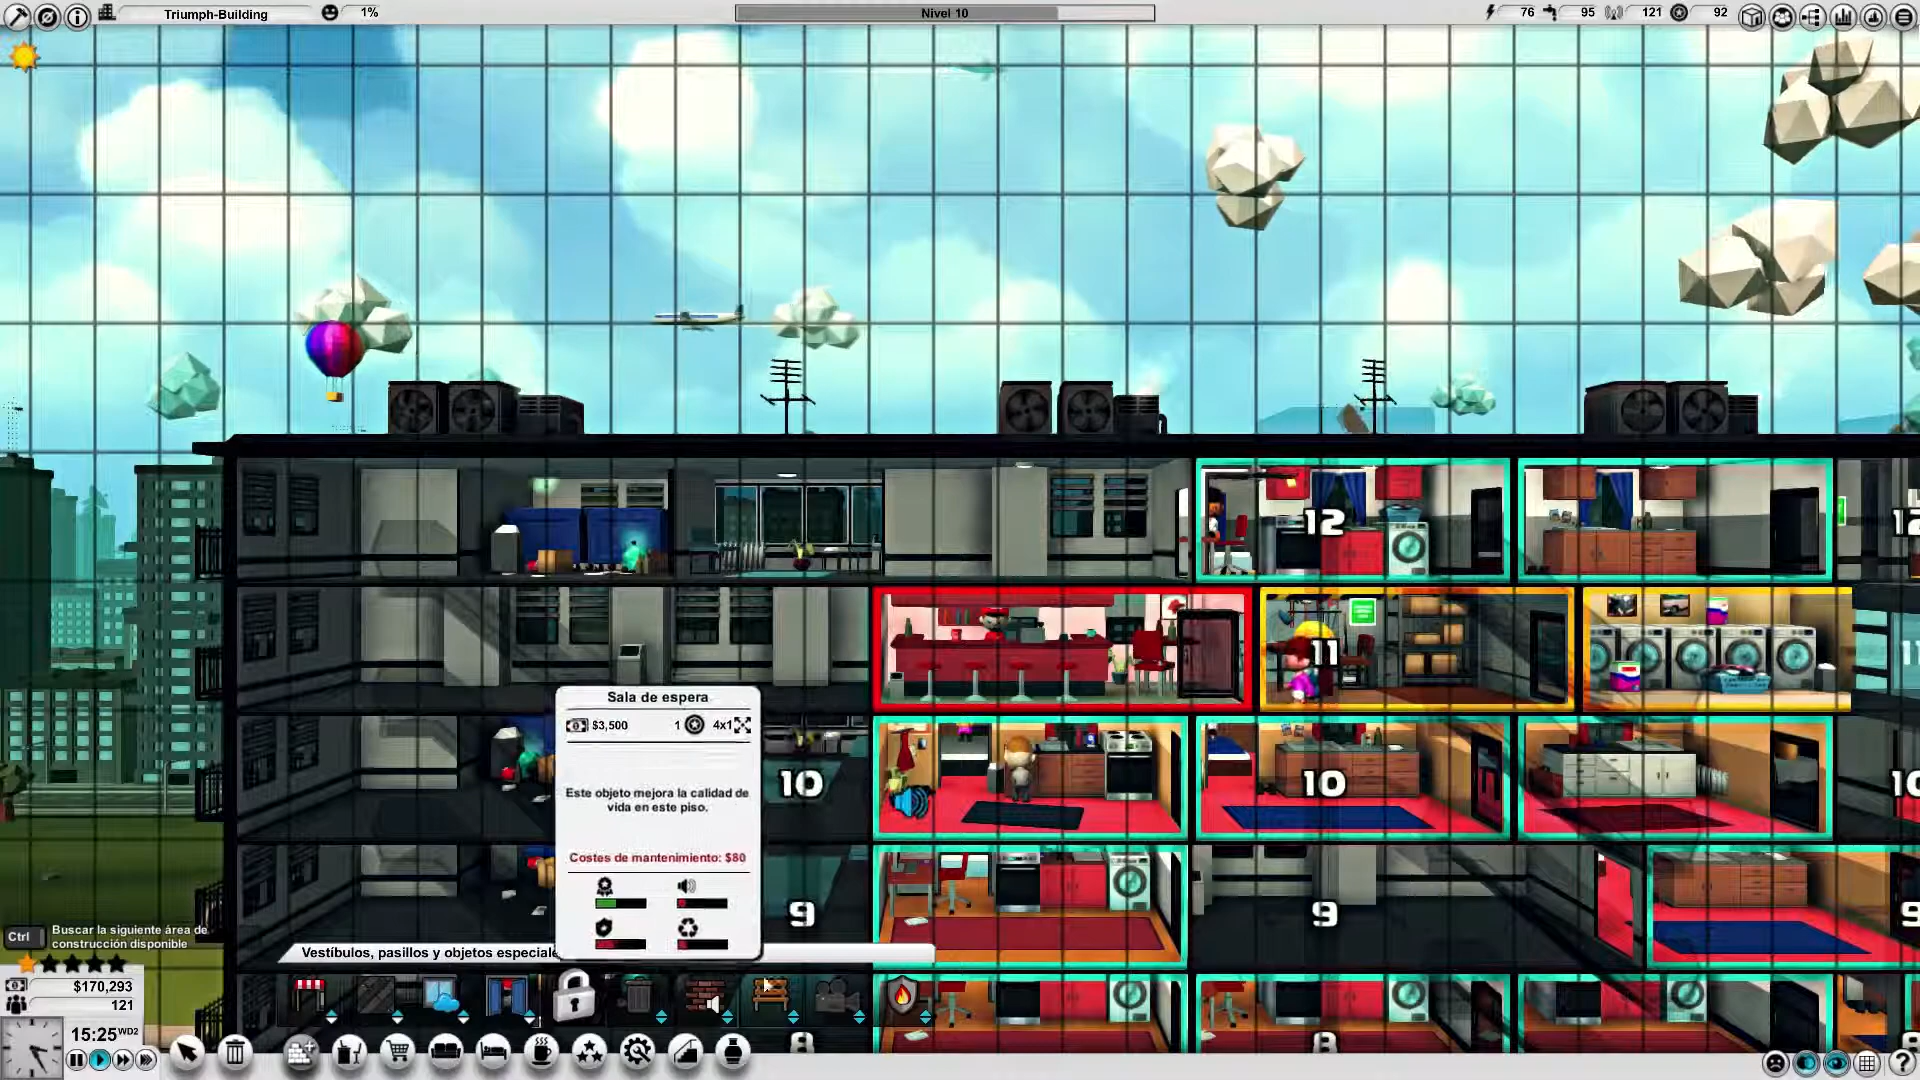 Triumph-Building
1%
Nivel 10
76
95
121
92
12
12
11
11
Sala de espera
$3,500
1
4x1
Este objeto mejora la calidad de
vida en este piso.
Costes de mantenimiento: $80
10
10
10
9
9
9
Ctrl
Buscar la siguiente área de
construcción disponible
Vestíbulos, pasillos y objetos especiale
$170,293
121
15:25 WD2
8
8
8
?